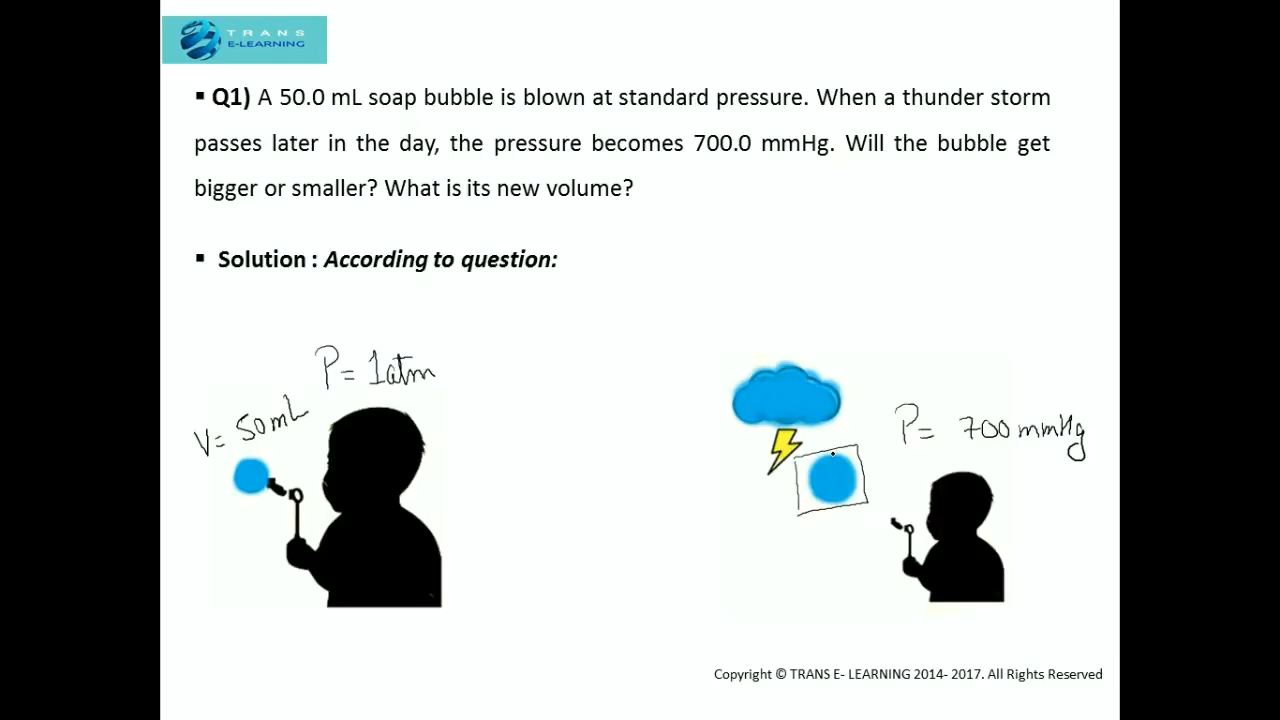 TRANS
E-LEARNING
▪ Q1) A 50.0 mL soap bubble is blown at standard pressure. When a thunder storm
passes later in the day, the pressure becomes 700.0 mmHg. Will the bubble get
bigger or smaller? What is its new volume?
▪ Solution : According to question:
P= 1atm
V= 50mL
P= 700mmHg
Copyright © TRANS E- LEARNING 2014- 2017. All Rights Reserved